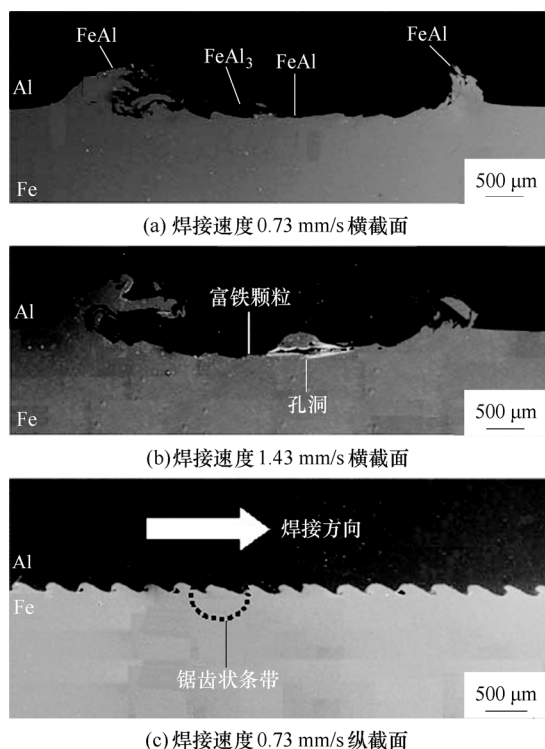 FeAl
FeAl₃
FeAl
FeAl
Al
Fe
500 μm
(a) 焊接速度0.73 mm/s横截面
Al
富铁颗粒
孔洞
Fe
500 μm
(b)焊接速度1.43 mm/s横截面
焊接方向
Al
Fe
锯齿状条带
500 μm
(c) 焊接速度0.73 mm/s纵截面